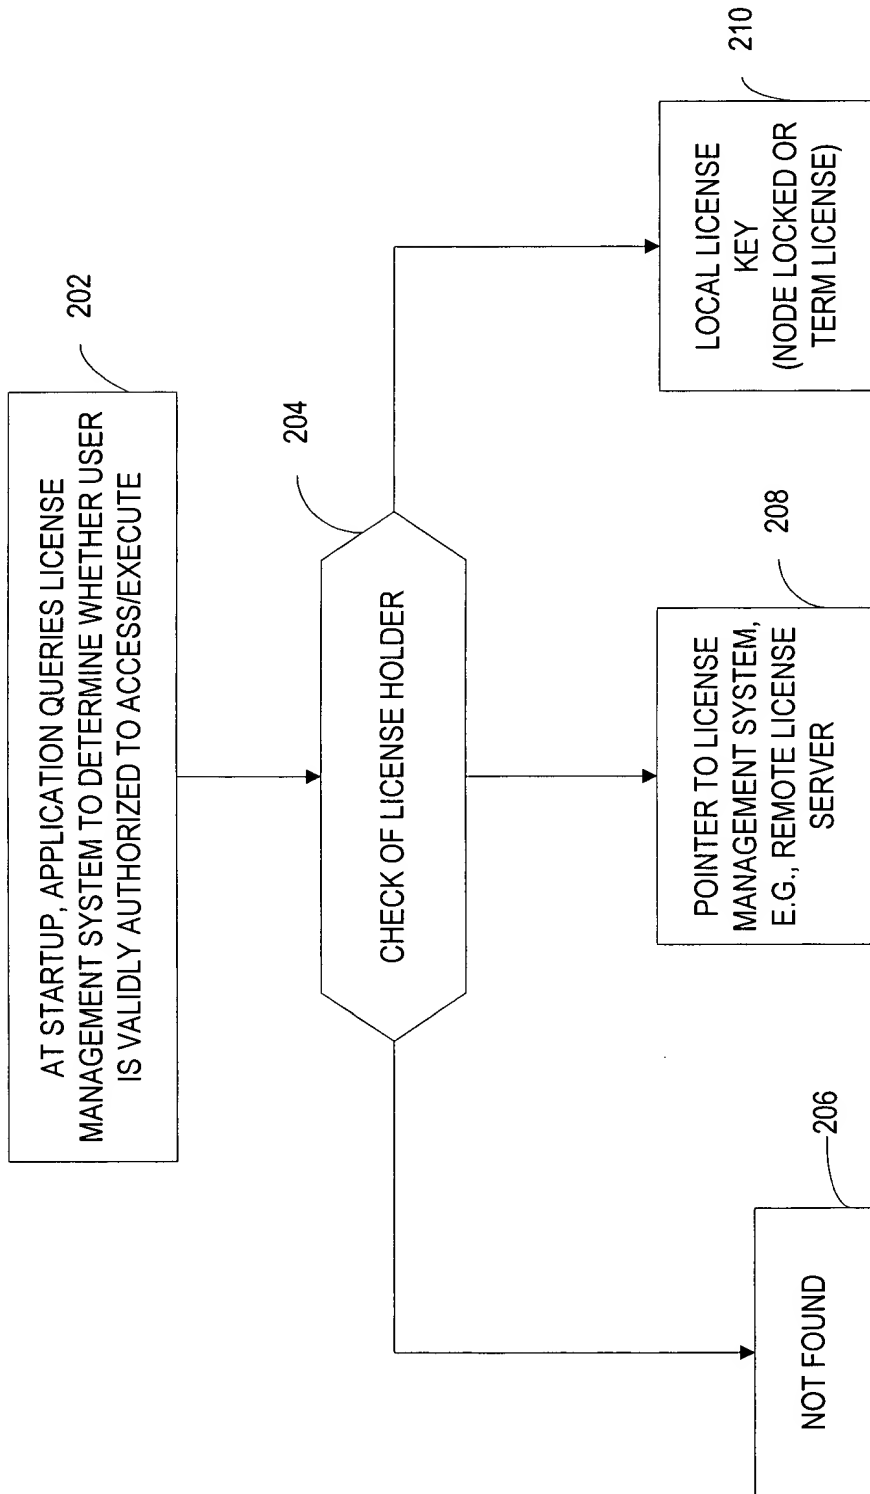 202
AT STARTUP, APPLICATION QUERIES LICENSE
MANAGEMENT SYSTEM TO DETERMINE WHETHER USER
IS VALIDLY AUTHORIZED TO ACCESS/EXECUTE
204
CHECK OF LICENSE HOLDER
206
NOT FOUND
208
POINTER TO LICENSE
MANAGEMENT SYSTEM,
E.G., REMOTE LICENSE
SERVER
210
LOCAL LICENSE
KEY
(NODE LOCKED OR
TERM LICENSE)